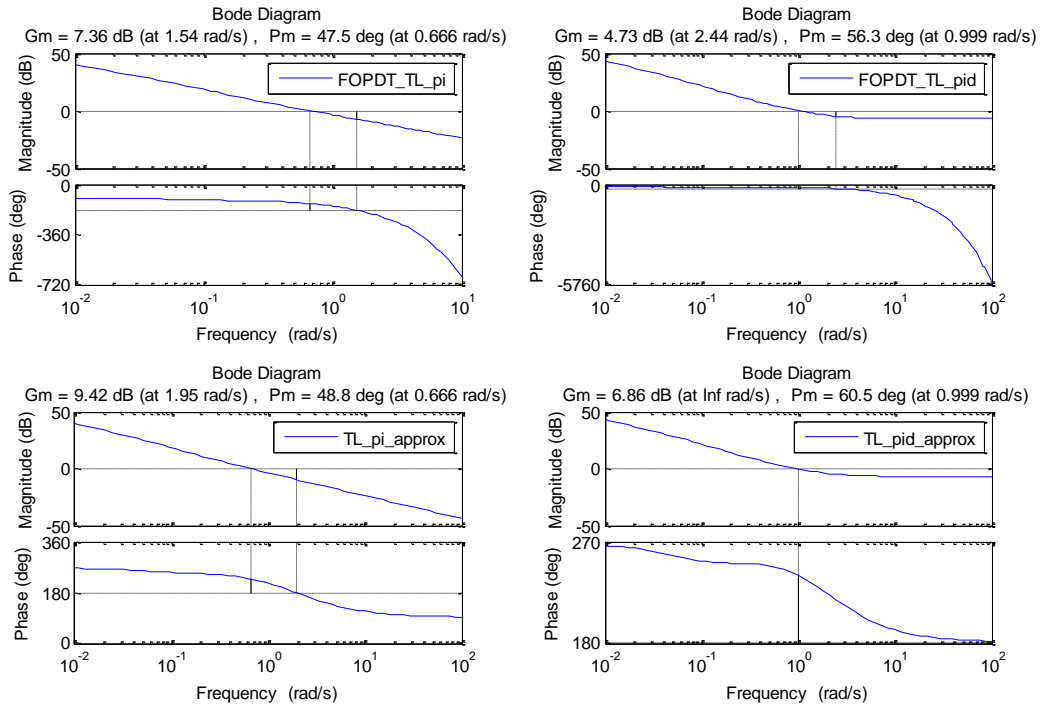 Bode Diagram
Gm = 7.36 dB (at 1.54 rad/s) , Pm = 47.5 deg (at 0.666 rad/s)
50
0
-50
Magnitude (dB)
FOPDT_TL_pi
0
-360
-720
Phase (deg)
10^-2
10^-1
10^0
10^1
Frequency (rad/s)
Bode Diagram
Gm = 4.73 dB (at 2.44 rad/s) , Pm = 56.3 deg (at 0.999 rad/s)
50
0
-50
Magnitude (dB)
FOPDT_TL_pid
0
-5760
Phase (deg)
10^-2
10^-1
10^0
10^1
10^2
Frequency (rad/s)
Bode Diagram
Gm = 9.42 dB (at 1.95 rad/s) , Pm = 48.8 deg (at 0.666 rad/s)
50
0
-50
Magnitude (dB)
TL_pi_approx
360
180
0
Phase (deg)
10^-2
10^-1
10^0
10^1
10^2
Frequency (rad/s)
Bode Diagram
Gm = 6.86 dB (at Inf rad/s) , Pm = 60.5 deg (at 0.999 rad/s)
50
0
-50
Magnitude (dB)
TL_pid_approx
270
180
Phase (deg)
10^-2
10^-1
10^0
10^1
10^2
Frequency (rad/s)